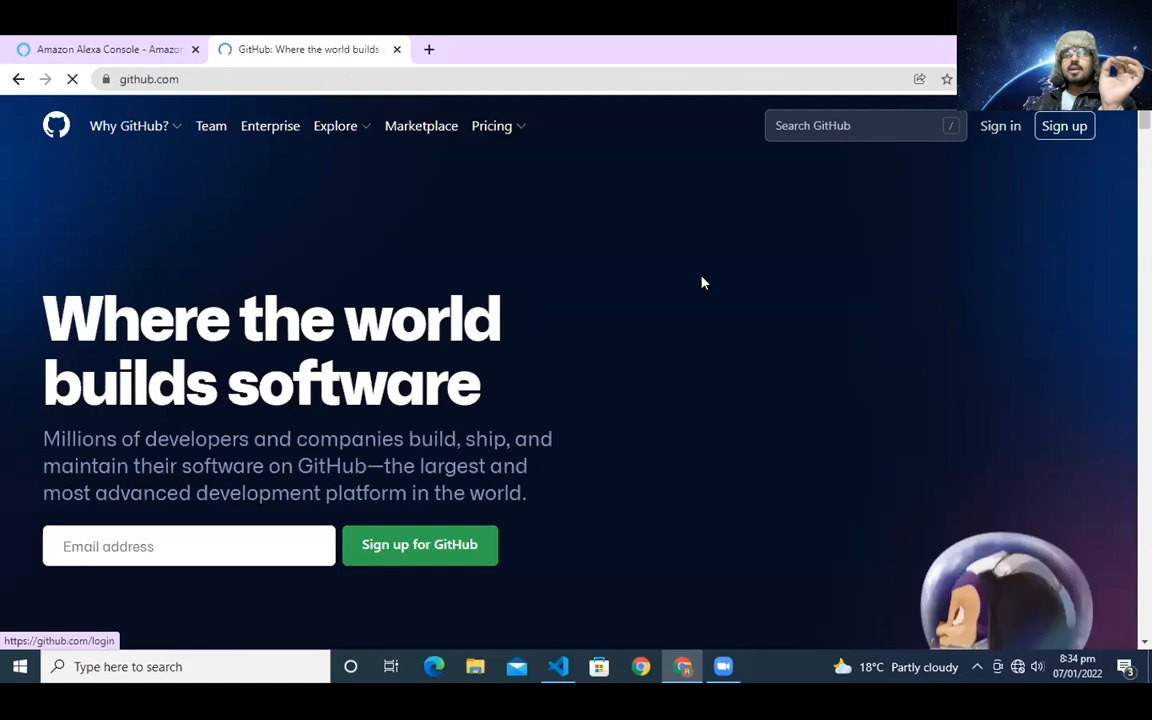 Amazon Alexa Console - Amazo
GitHub: Where the world builds
github.com
Why GitHub? Team Enterprise Explore Marketplace Pricing
Search GitHub /
Sign in
Sign up
Where the world
builds software
Millions of developers and companies build, ship, and
maintain their software on GitHub—the largest and
most advanced development platform in the world.
Email address
Sign up for GitHub
https://github.com/login
Type here to search
18°C Partly cloudy
8:34 pm
07/01/2022
3